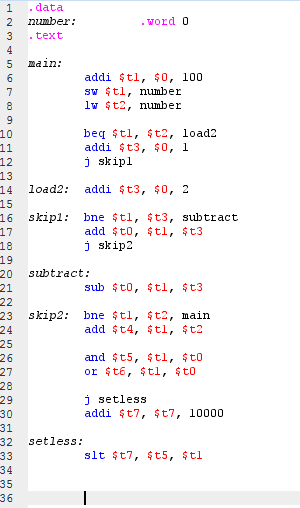 1 .data
2 number: .word 0
3 .text
4
5 main:
6 addi $t1, $0, 100
7 sw $t1, number
8 lw $t2, number
9
10 beq $t1, $t2, load2
11 addi $t3, $0, 1
12 j skip1
13
14 load2: addi $t3, $0, 2
15
16 skip1: bne $t1, $t3, subtract
17 add $t0, $t1, $t3
18 j skip2
19
20 subtract:
21 sub $t0, $t1, $t3
22
23 skip2: bne $t1, $t2, main
24 add $t4, $t1, $t2
25
26 and $t5, $t1, $t0
27 or $t6, $t1, $t0
28
29 j setless
30 addi $t7, $t7, 10000
31
32 setless:
33 slt $t7, $t5, $t1
34
35
36